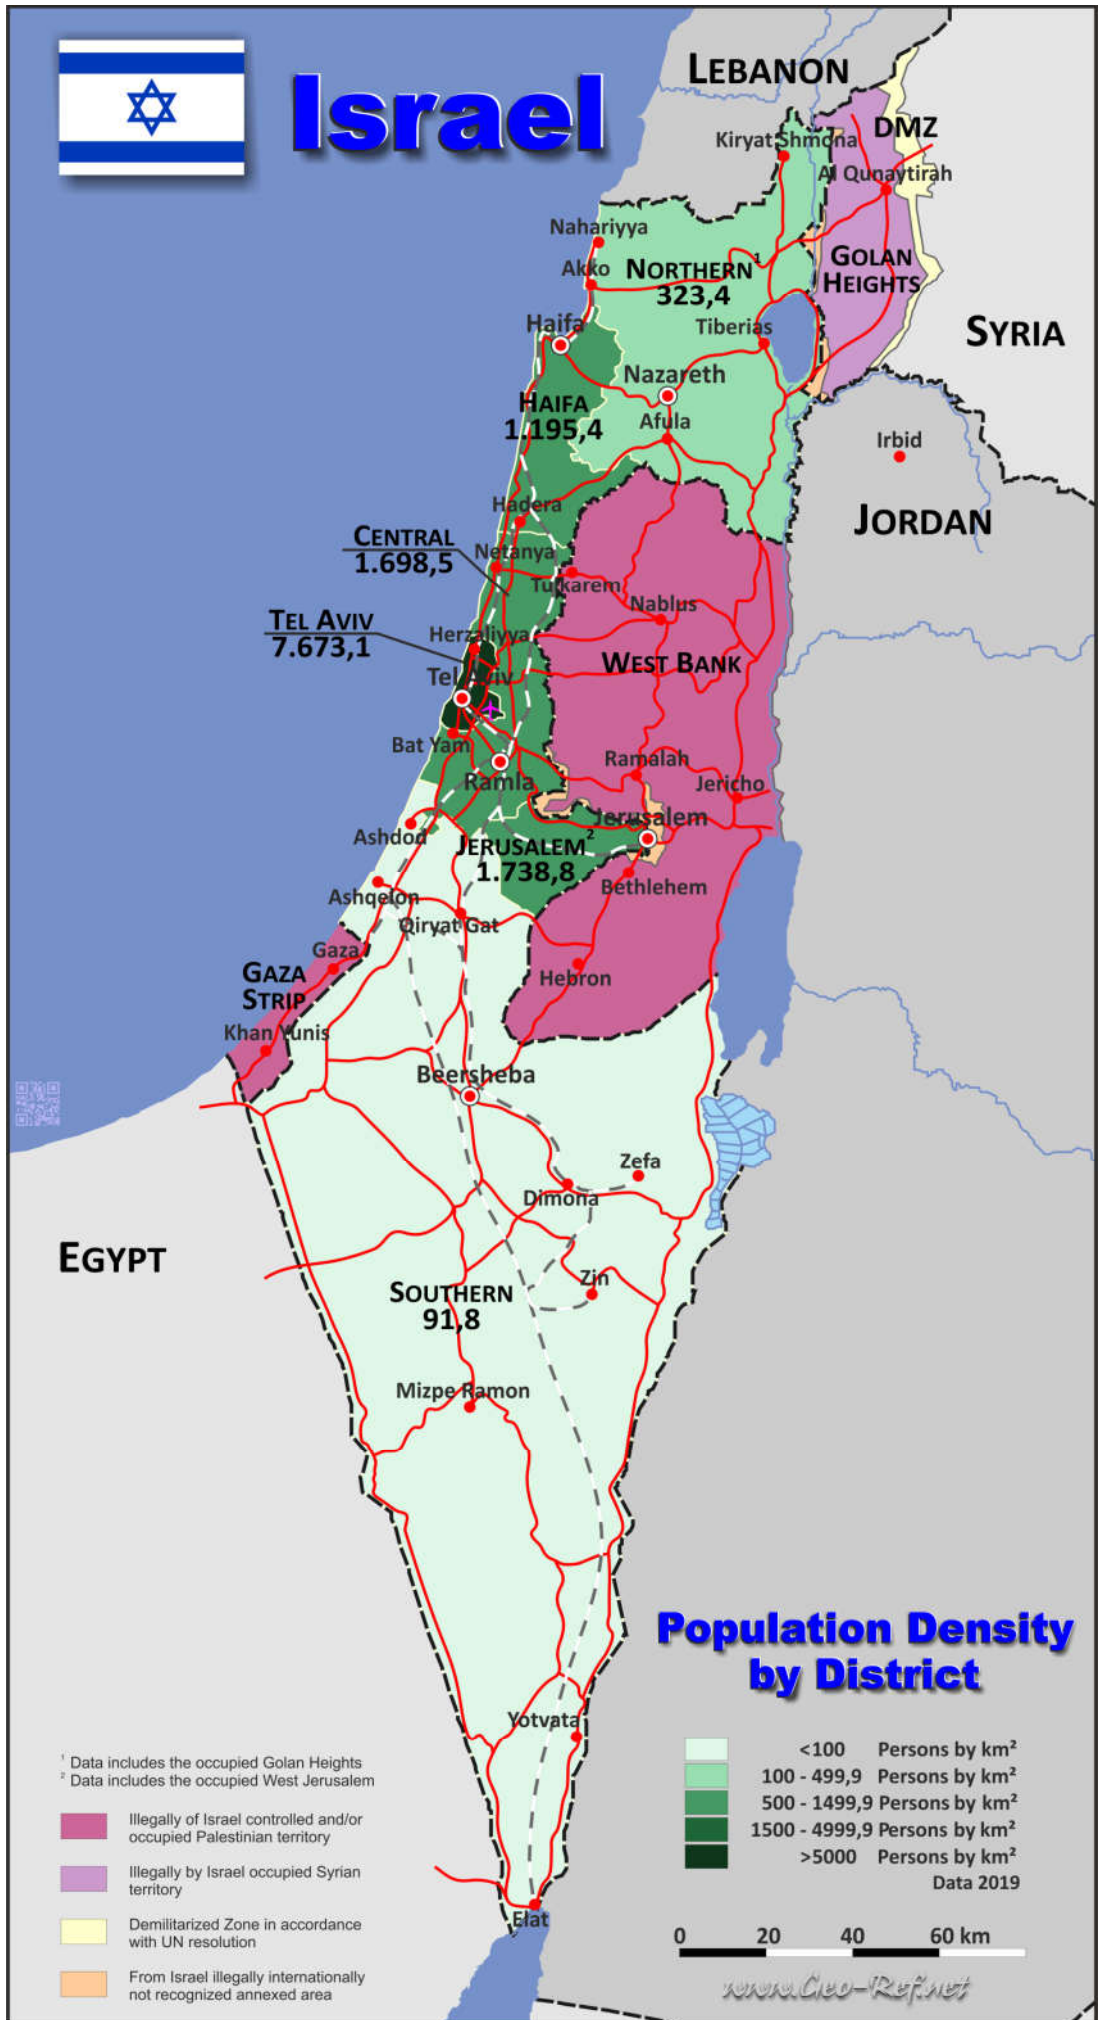 Israel
LEBANON
Kiryat Shmona
DMZ
Al Qunaytirah
Nahariyya
Akko
NORTHERN¹
323,4
GOLAN
HEIGHTS
Haifa
Tiberias
SYRIA
Nazareth
HAIFA
1.195,4
Afula
Irbid
Hadera
JORDAN
CENTRAL
1.698,5
Netanya
Tulkarem
Nablus
TEL AVIV
7.673,1
Herzaliyya
WEST BANK
Tel Aviv
Bat Yam
Ramla
Ramalah
Jericho
Ashdod
Jerusalem
JERUSALEM²
1.738,8
Bethlehem
Ashqelon
Qiryat Gat
Gaza
GAZA
STRIP
Hebron
Khan Yunis
Beersheba
Zefa
Dimona
EGYPT
Zin
SOUTHERN
91,8
Mizpe Ramon
Yotvata
Elat
Population Density
by District
<100 Persons by km²
100 - 499,9 Persons by km²
500 - 1499,9 Persons by km²
1500 - 4999,9 Persons by km²
>5000 Persons by km²
Data 2019
0 20 40 60 km
www.Geo-Ref.net
¹ Data includes the occupied Golan Heights
² Data includes the occupied West Jerusalem
Illegally of Israel controlled and/or
occupied Palestinian territory
Illegally by Israel occupied Syrian
territory
Demilitarized Zone in accordance
with UN resolution
From Israel illegally internationally
not recognized annexed area